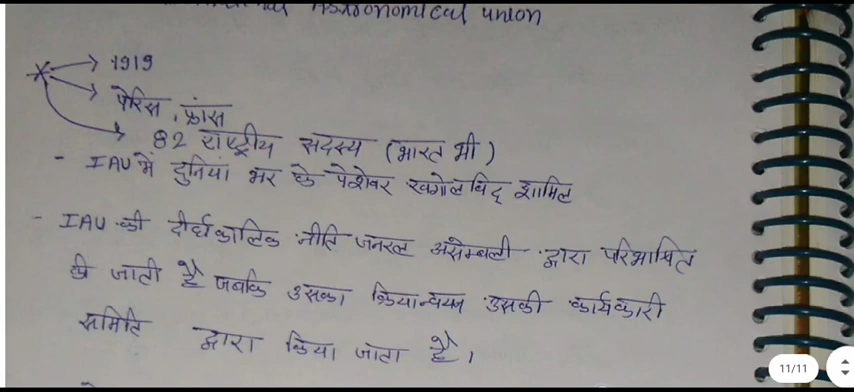 Astronomical union
→ 1919
→ पेरिस, फ्रांस
→ 82 राष्ट्रीय सदस्य (भारत भी)
- IAU में दुनियां भर के पेशेवर खगोलविद् शामिल
- IAU की दीर्घकालिक नीति जनरल असेम्बली द्वारा परिभाषित
की जाती है जबकि उसका क्रियान्वयन उसकी कार्यकारी
समिति द्वारा किया जाता है।
11/11